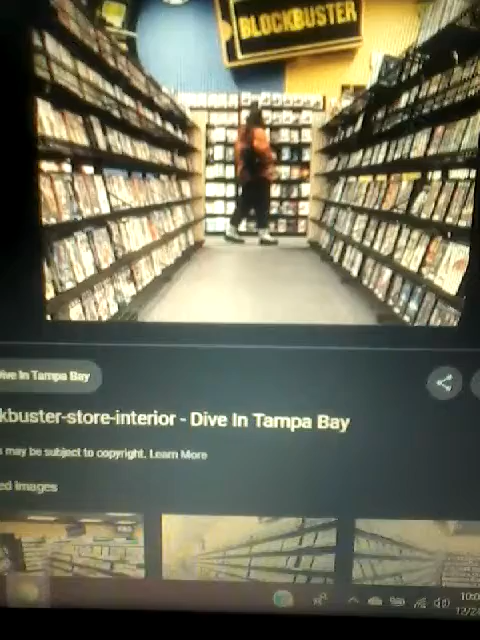 BLOCKBUSTER
Dive In Tampa Bay
kbuster-store-interior - Dive In Tampa Bay
s may be subject to copyright. Learn More
ed images